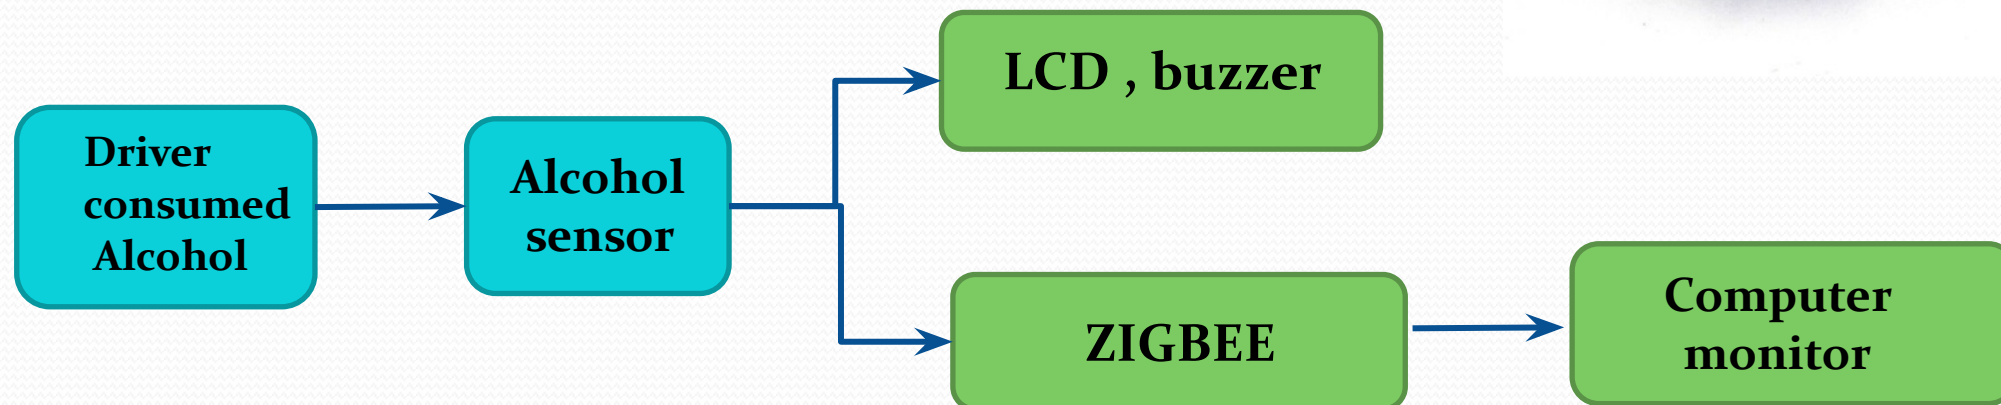 Driver
consumed
Alcohol
Alcohol
sensor
LCD , buzzer
ZIGBEE
Computer
monitor